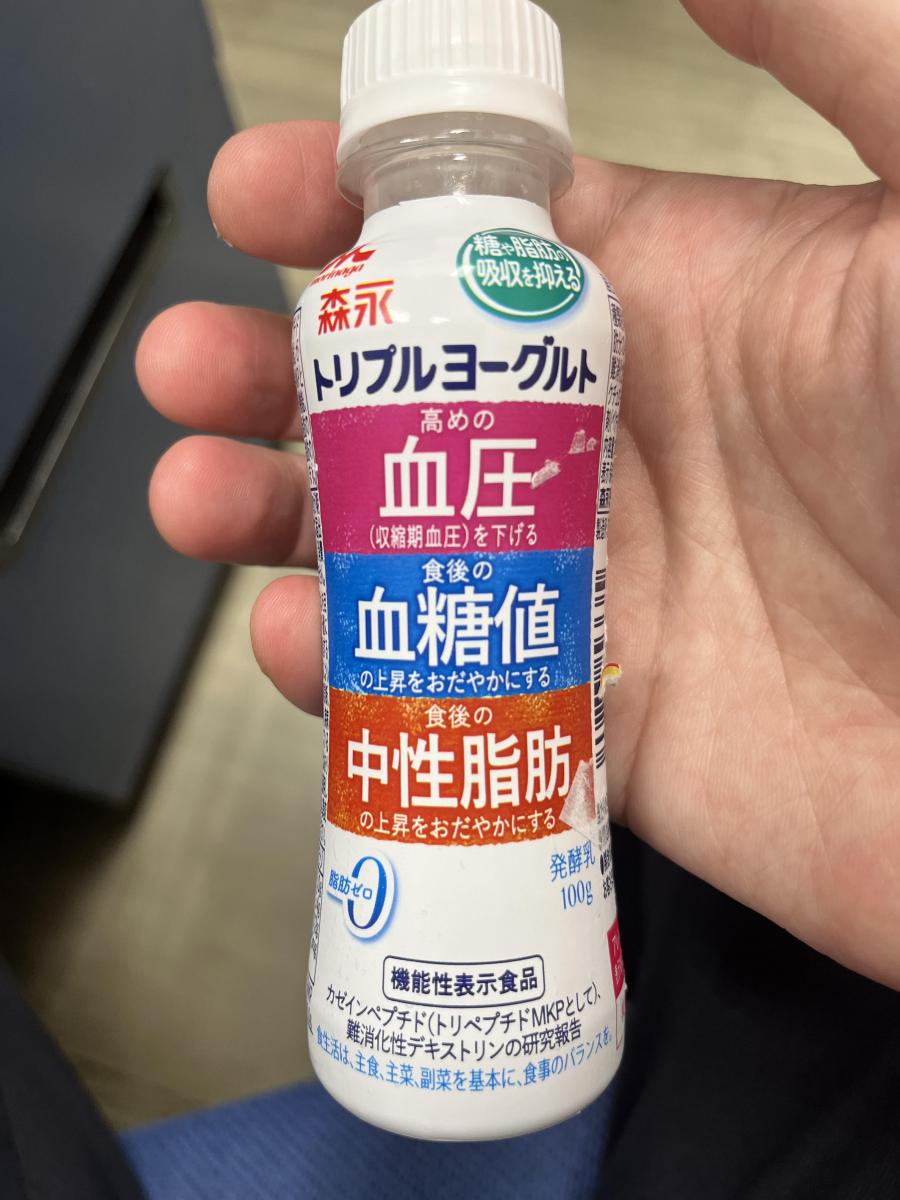 morinaga
森永
糖や脂肪の
吸収を抑える
トリプルヨーグルト
高めの
血圧
(収縮期血圧)を下げる
食後の
血糖値
の上昇をおだやかにする
食後の
中性脂肪
の上昇をおだやかにする
脂肪ゼロ
0
発酵乳
100g
機能性表示食品
カゼインペプチド(トリペプチドMKPとして)、
難消化性デキストリンの研究報告
食生活は、主食、主菜、副菜を基本に、食事のバランスを。